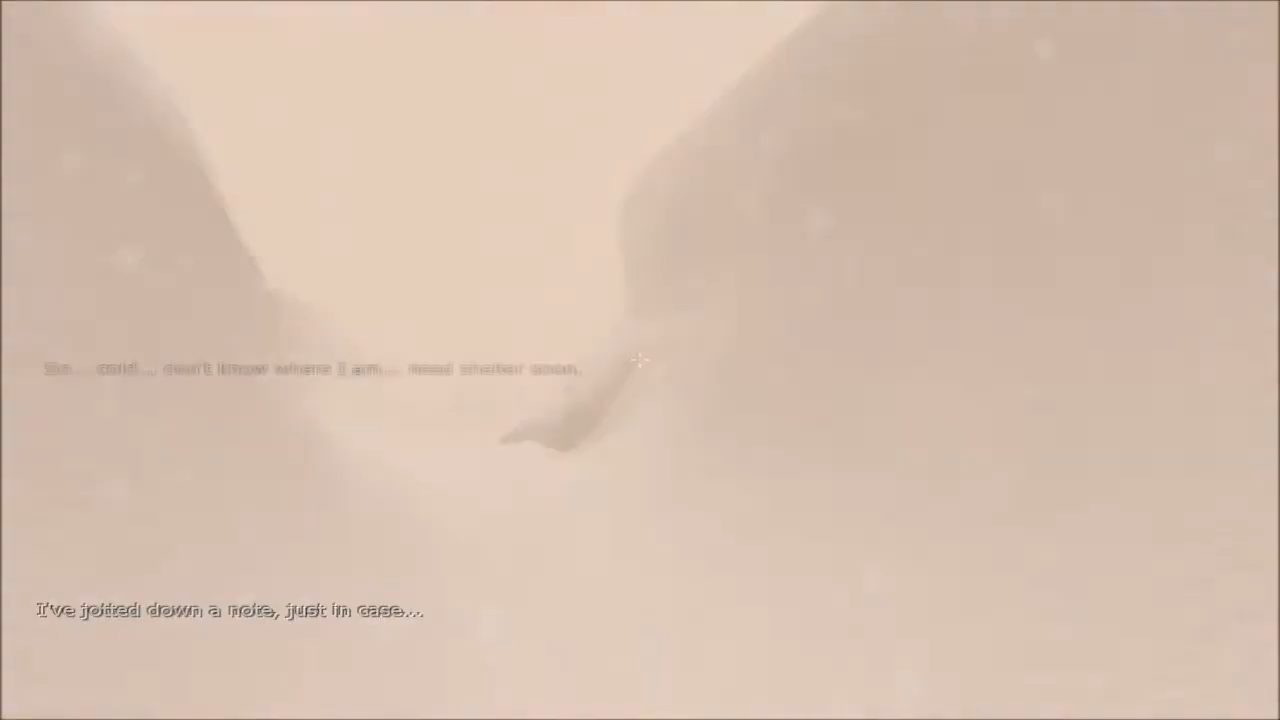 So... cold... don't know where I am... need shelter soon.
I've jotted down a note, just in case...